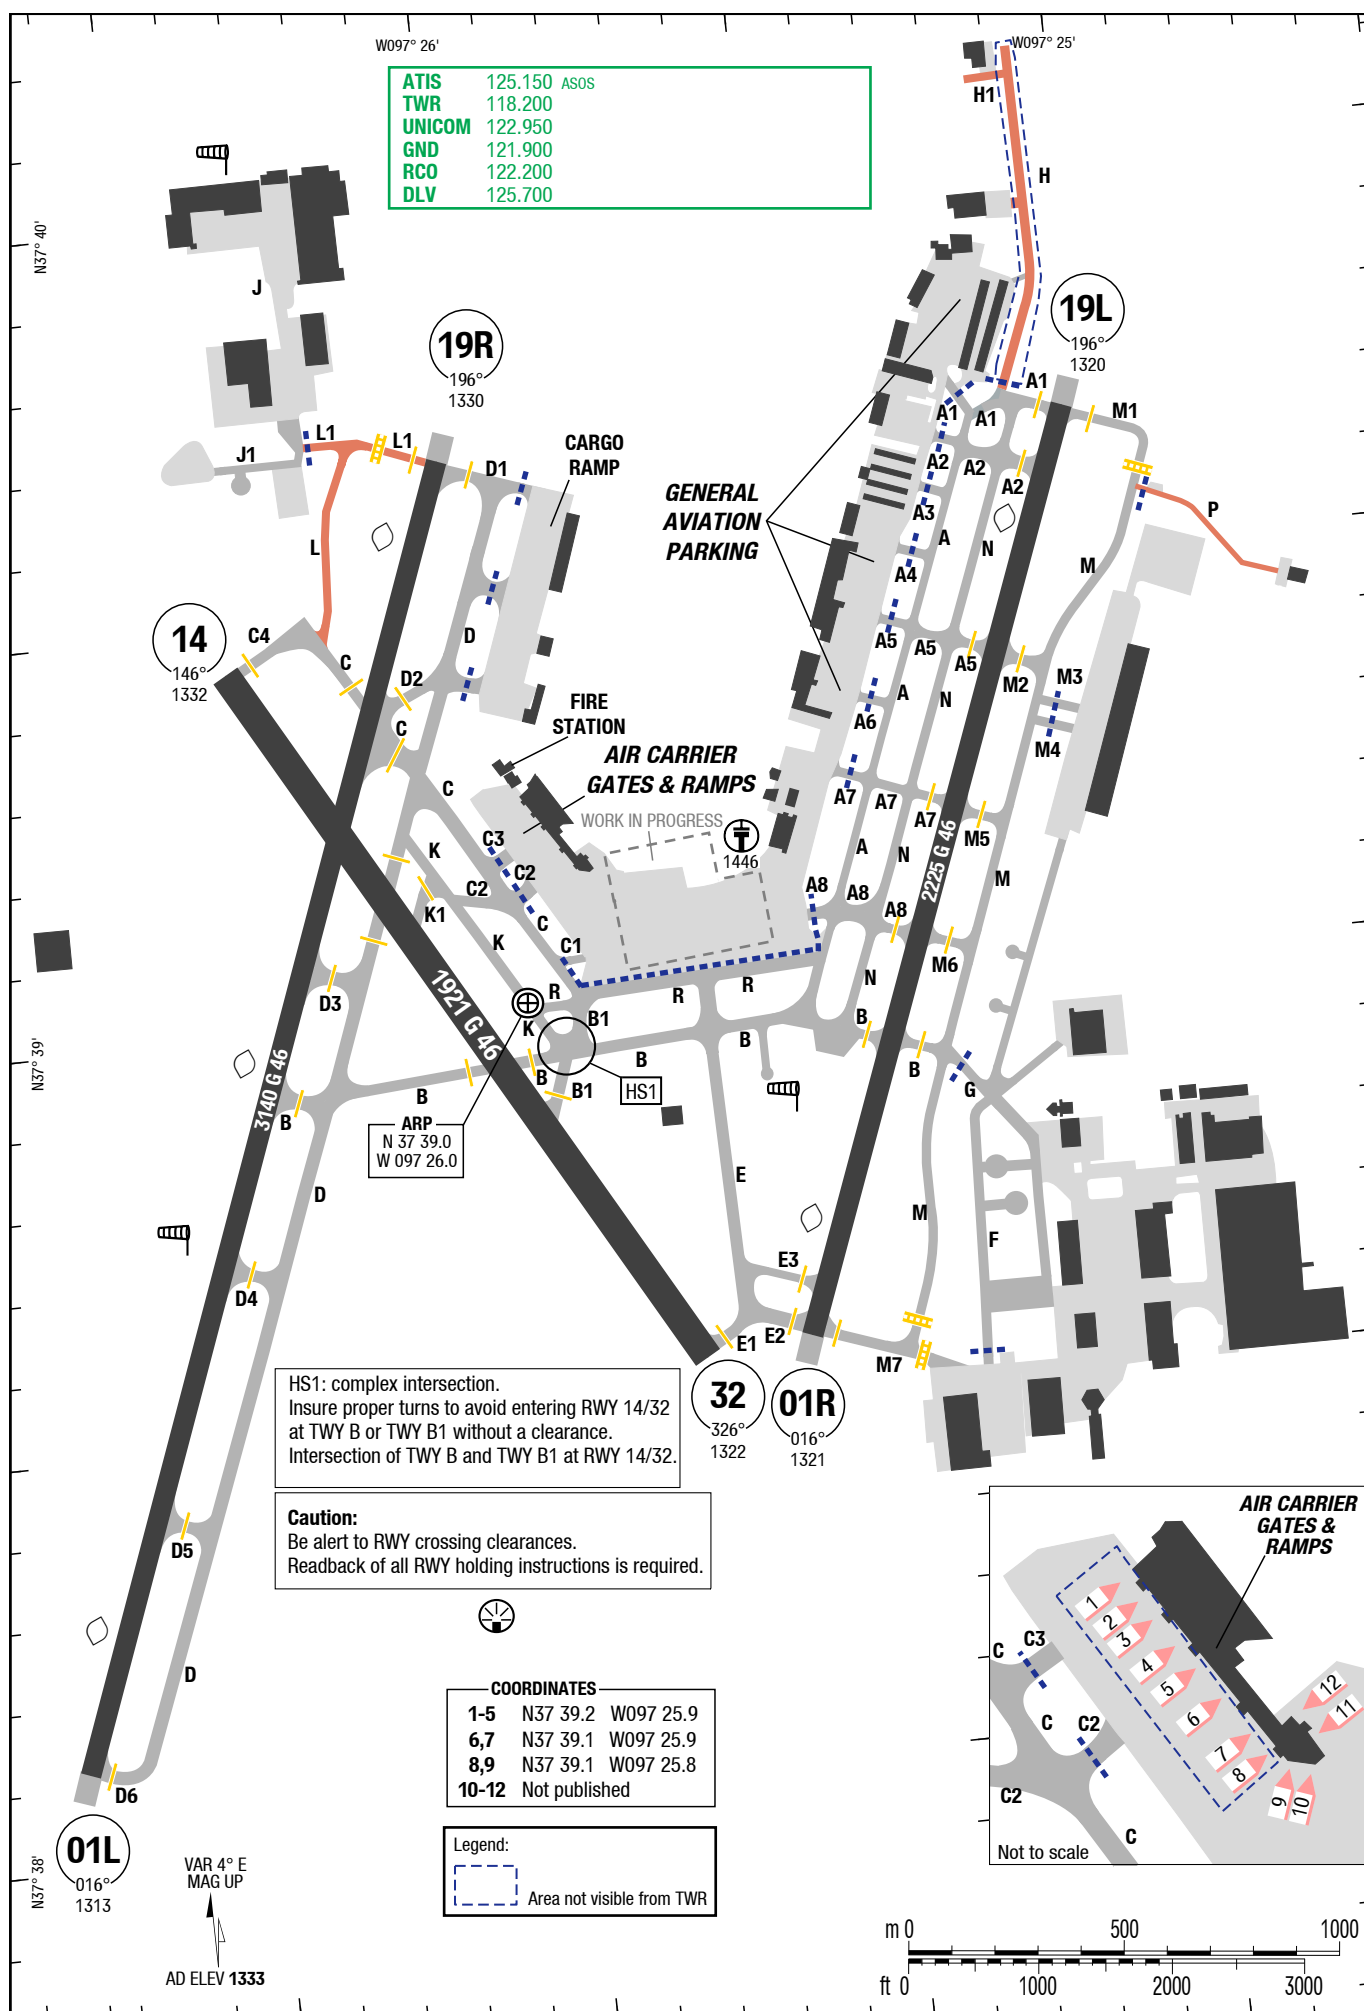 W097° 26'
W097° 25'
ATIS 125.150 ASOS
TWR 118.200
UNICOM 122.950
GND 121.900
RCO 122.200
DLV 125.700
H1
H
N37° 40'
J
19R
196°
1330
19L
196°
1320
L1
L1
J1
D1
CARGO
RAMP
A1
A1
A1
M1
GENERAL
AVIATION
PARKING
A2
A2
A2
A3
A
N
P
L
M
A4
14
146°
1332
C4
C
D
D2
A5
A5
A5
M2
M3
C
FIRE
STATION
A
N
A6
M4
AIR CARRIER
GATES & RAMPS
WORK IN PROGRESS
C
A7
A7
A7
M5
1446
K
C3
C2
C2
K1
C
A
N
M
2225 G 46
A8
A8
A8
K
C1
M6
D3
1921 G 46
R
R
R
N
B1
K
B
B
B
B
B
B1
HS1
G
N37° 39'
3140 G 46
B
B
ARP
N 37 39.0
W 097 26.0
D
E
M
F
D4
E3
E1
E2
M7
32
326°
1322
01R
016°
1321
HS1: complex intersection.
Insure proper turns to avoid entering RWY 14/32
at TWY B or TWY B1 without a clearance.
Intersection of TWY B and TWY B1 at RWY 14/32.
Caution:
Be alert to RWY crossing clearances.
Readback of all RWY holding instructions is required.
D5
D
D6
COORDINATES
1-5 N37 39.2 W097 25.9
6,7 N37 39.1 W097 25.9
8,9 N37 39.1 W097 25.8
10-12 Not published
AIR CARRIER
GATES &
RAMPS
C
C3
C
C2
C2
C
1
2
3
4
5
6
7
8
9
10
11
12
Not to scale
01L
016°
1313
N37° 38'
VAR 4° E
MAG UP
AD ELEV 1333
Legend:
Area not visible from TWR
m 0 500 1000
ft 0 1000 2000 3000